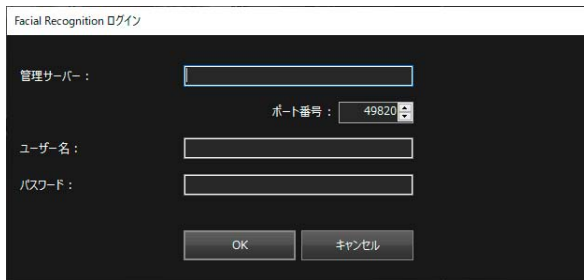 Facial Recognition ログイン
管理サーバー：
ポート番号： 49820
ユーザー名：
パスワード：
OK キャンセル